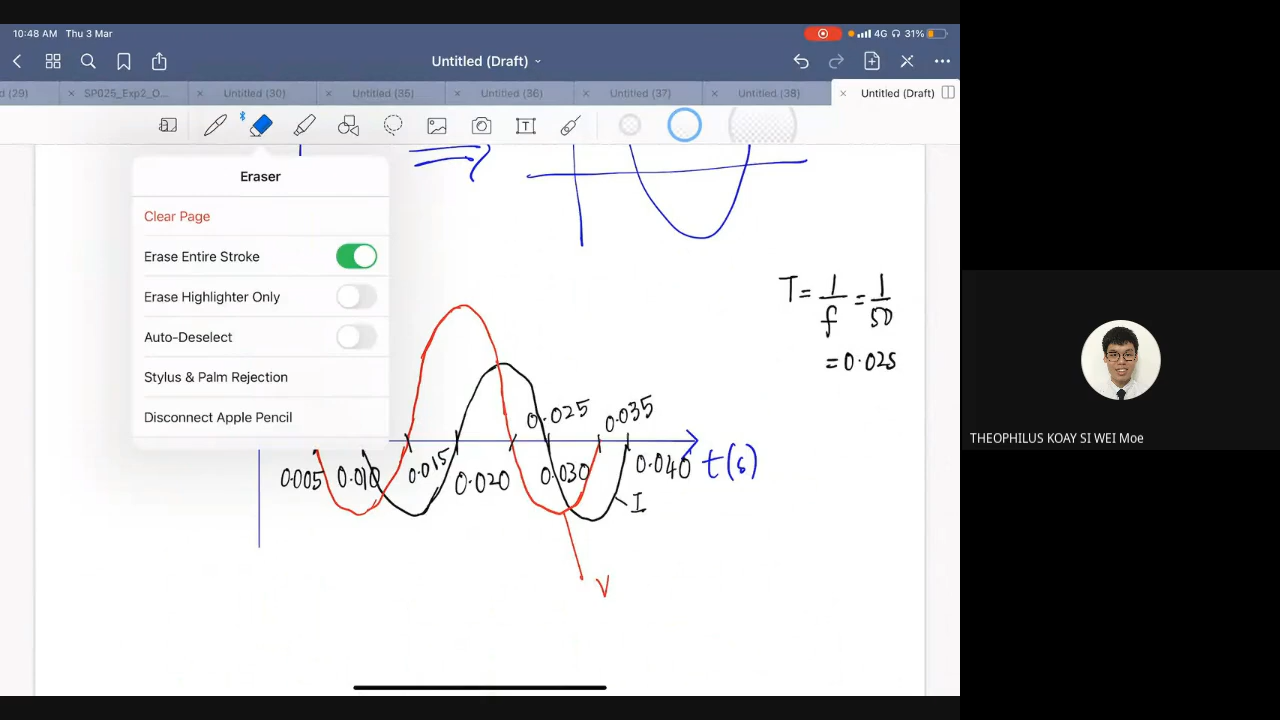 10:48 AM Thu 3 Mar
4G 31%
Untitled (Draft)
d (29)
SP025_Exp2_O...
Untitled (30)
Untitled (35)
Untitled (36)
Untitled (37)
Untitled (38)
Untitled (Draft)
Eraser
Clear Page
Erase Entire Stroke
Erase Highlighter Only
Auto-Deselect
Stylus & Palm Rejection
Disconnect Apple Pencil
T = 1/f = 1/50
= 0.02s
0.025 0.035
0.005 0.010 0.015 0.020 0.030 0.040 t(s)
I
V
THEOPHILUS KOAY SI WEI Moe